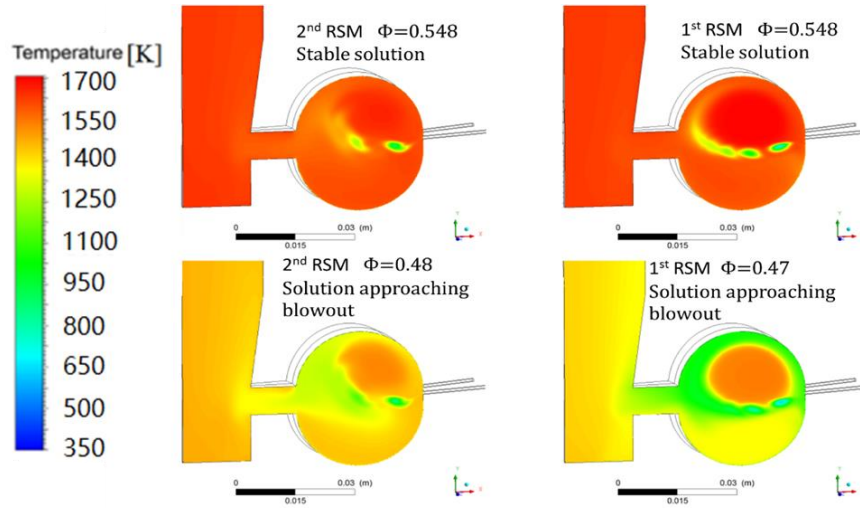 Temperature [K]
1700
1550
1400
1250
1100
950
800
650
500
350
2nd RSM Φ=0.548
Stable solution
0
0.03 (m)
0.015
1st RSM Φ=0.548
Stable solution
0
0.03 (m)
0.015
2nd RSM Φ=0.48
Solution approaching
blowout
0
0.03 (m)
0.015
1st RSM Φ=0.47
Solution approaching
blowout
0
0.03 (m)
0.015